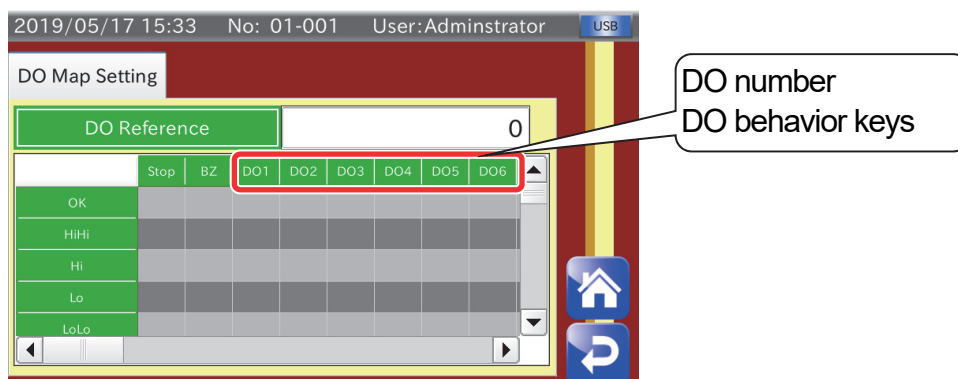 2019/05/17 15:33 No: 01-001 User:Adminstrator USB
DO Map Setting
DO number
DO behavior keys
DO Reference 0
Stop BZ DO1 DO2 DO3 DO4 DO5 DO6
OK
HiHi
Hi
Lo
LoLo